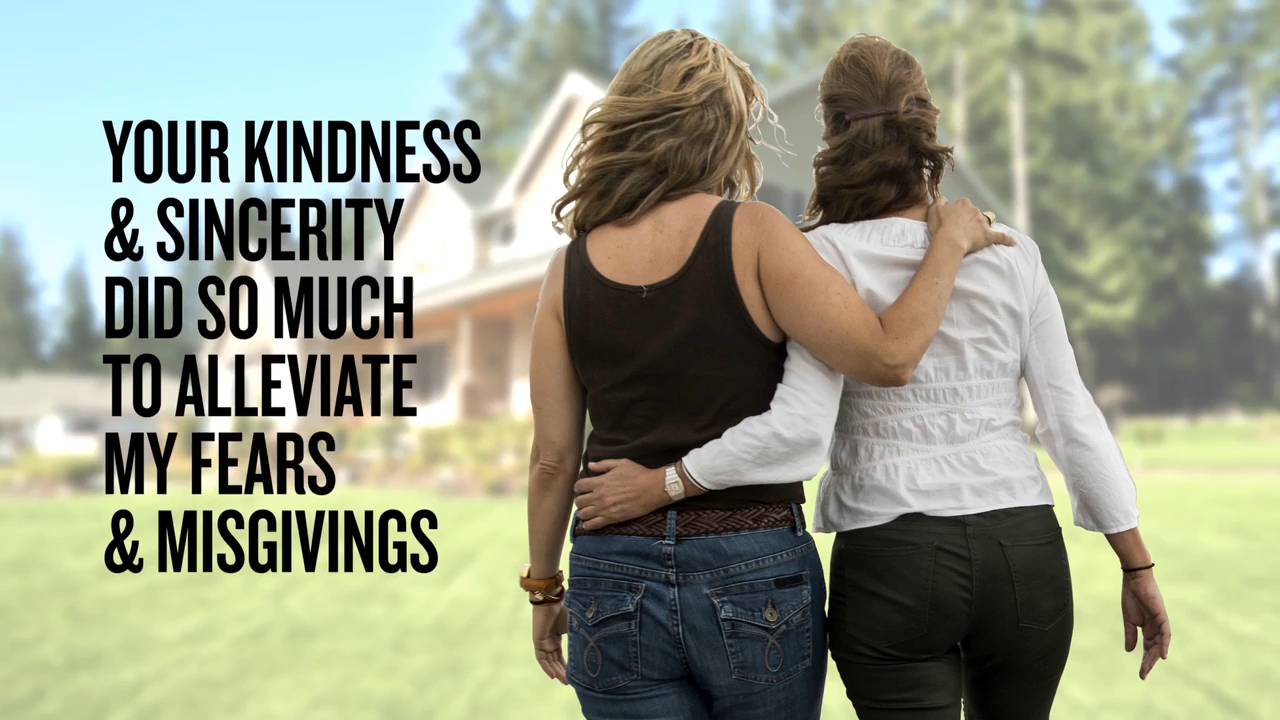 YOUR KINDNESS
& SINCERITY
DID SO MUCH
TO ALLEVIATE
MY FEARS
& MISGIVINGS